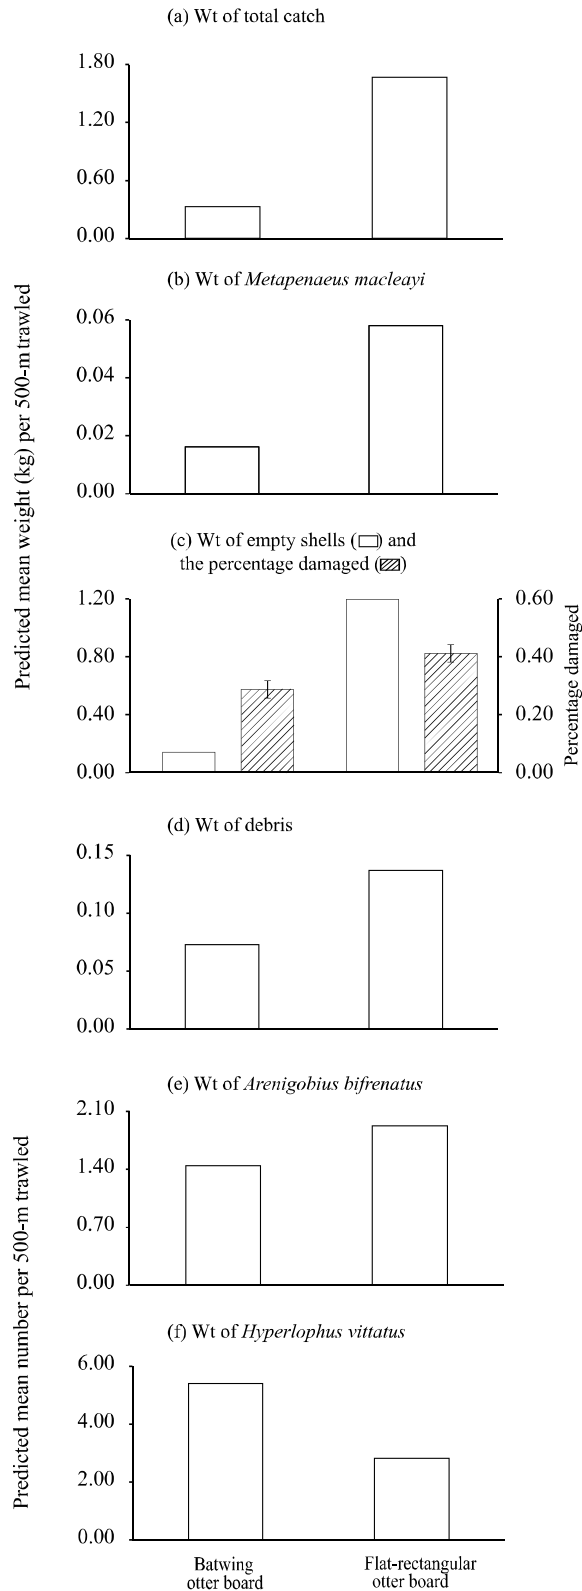 (a) Wt of total catch
1.80
1.20
0.60
0.00
(b) Wt of Metapenaeus macleayi
0.06
0.04
0.02
0.00
Predicted mean weight (kg) per 500-m trawled
(c) Wt of empty shells ( ) and
the percentage damaged ( )
1.20
0.80
0.40
0.00
0.60
0.40
0.20
0.00
Percentage damaged
(d) Wt of debris
0.15
0.10
0.05
0.00
(e) Wt of Arenigobius bifrenatus
2.10
1.40
0.70
0.00
Predicted mean number per 500-m trawled
(f) Wt of Hyperlophus vittatus
6.00
4.00
2.00
0.00
Batwing
otter board
Flat-rectangular
otter board